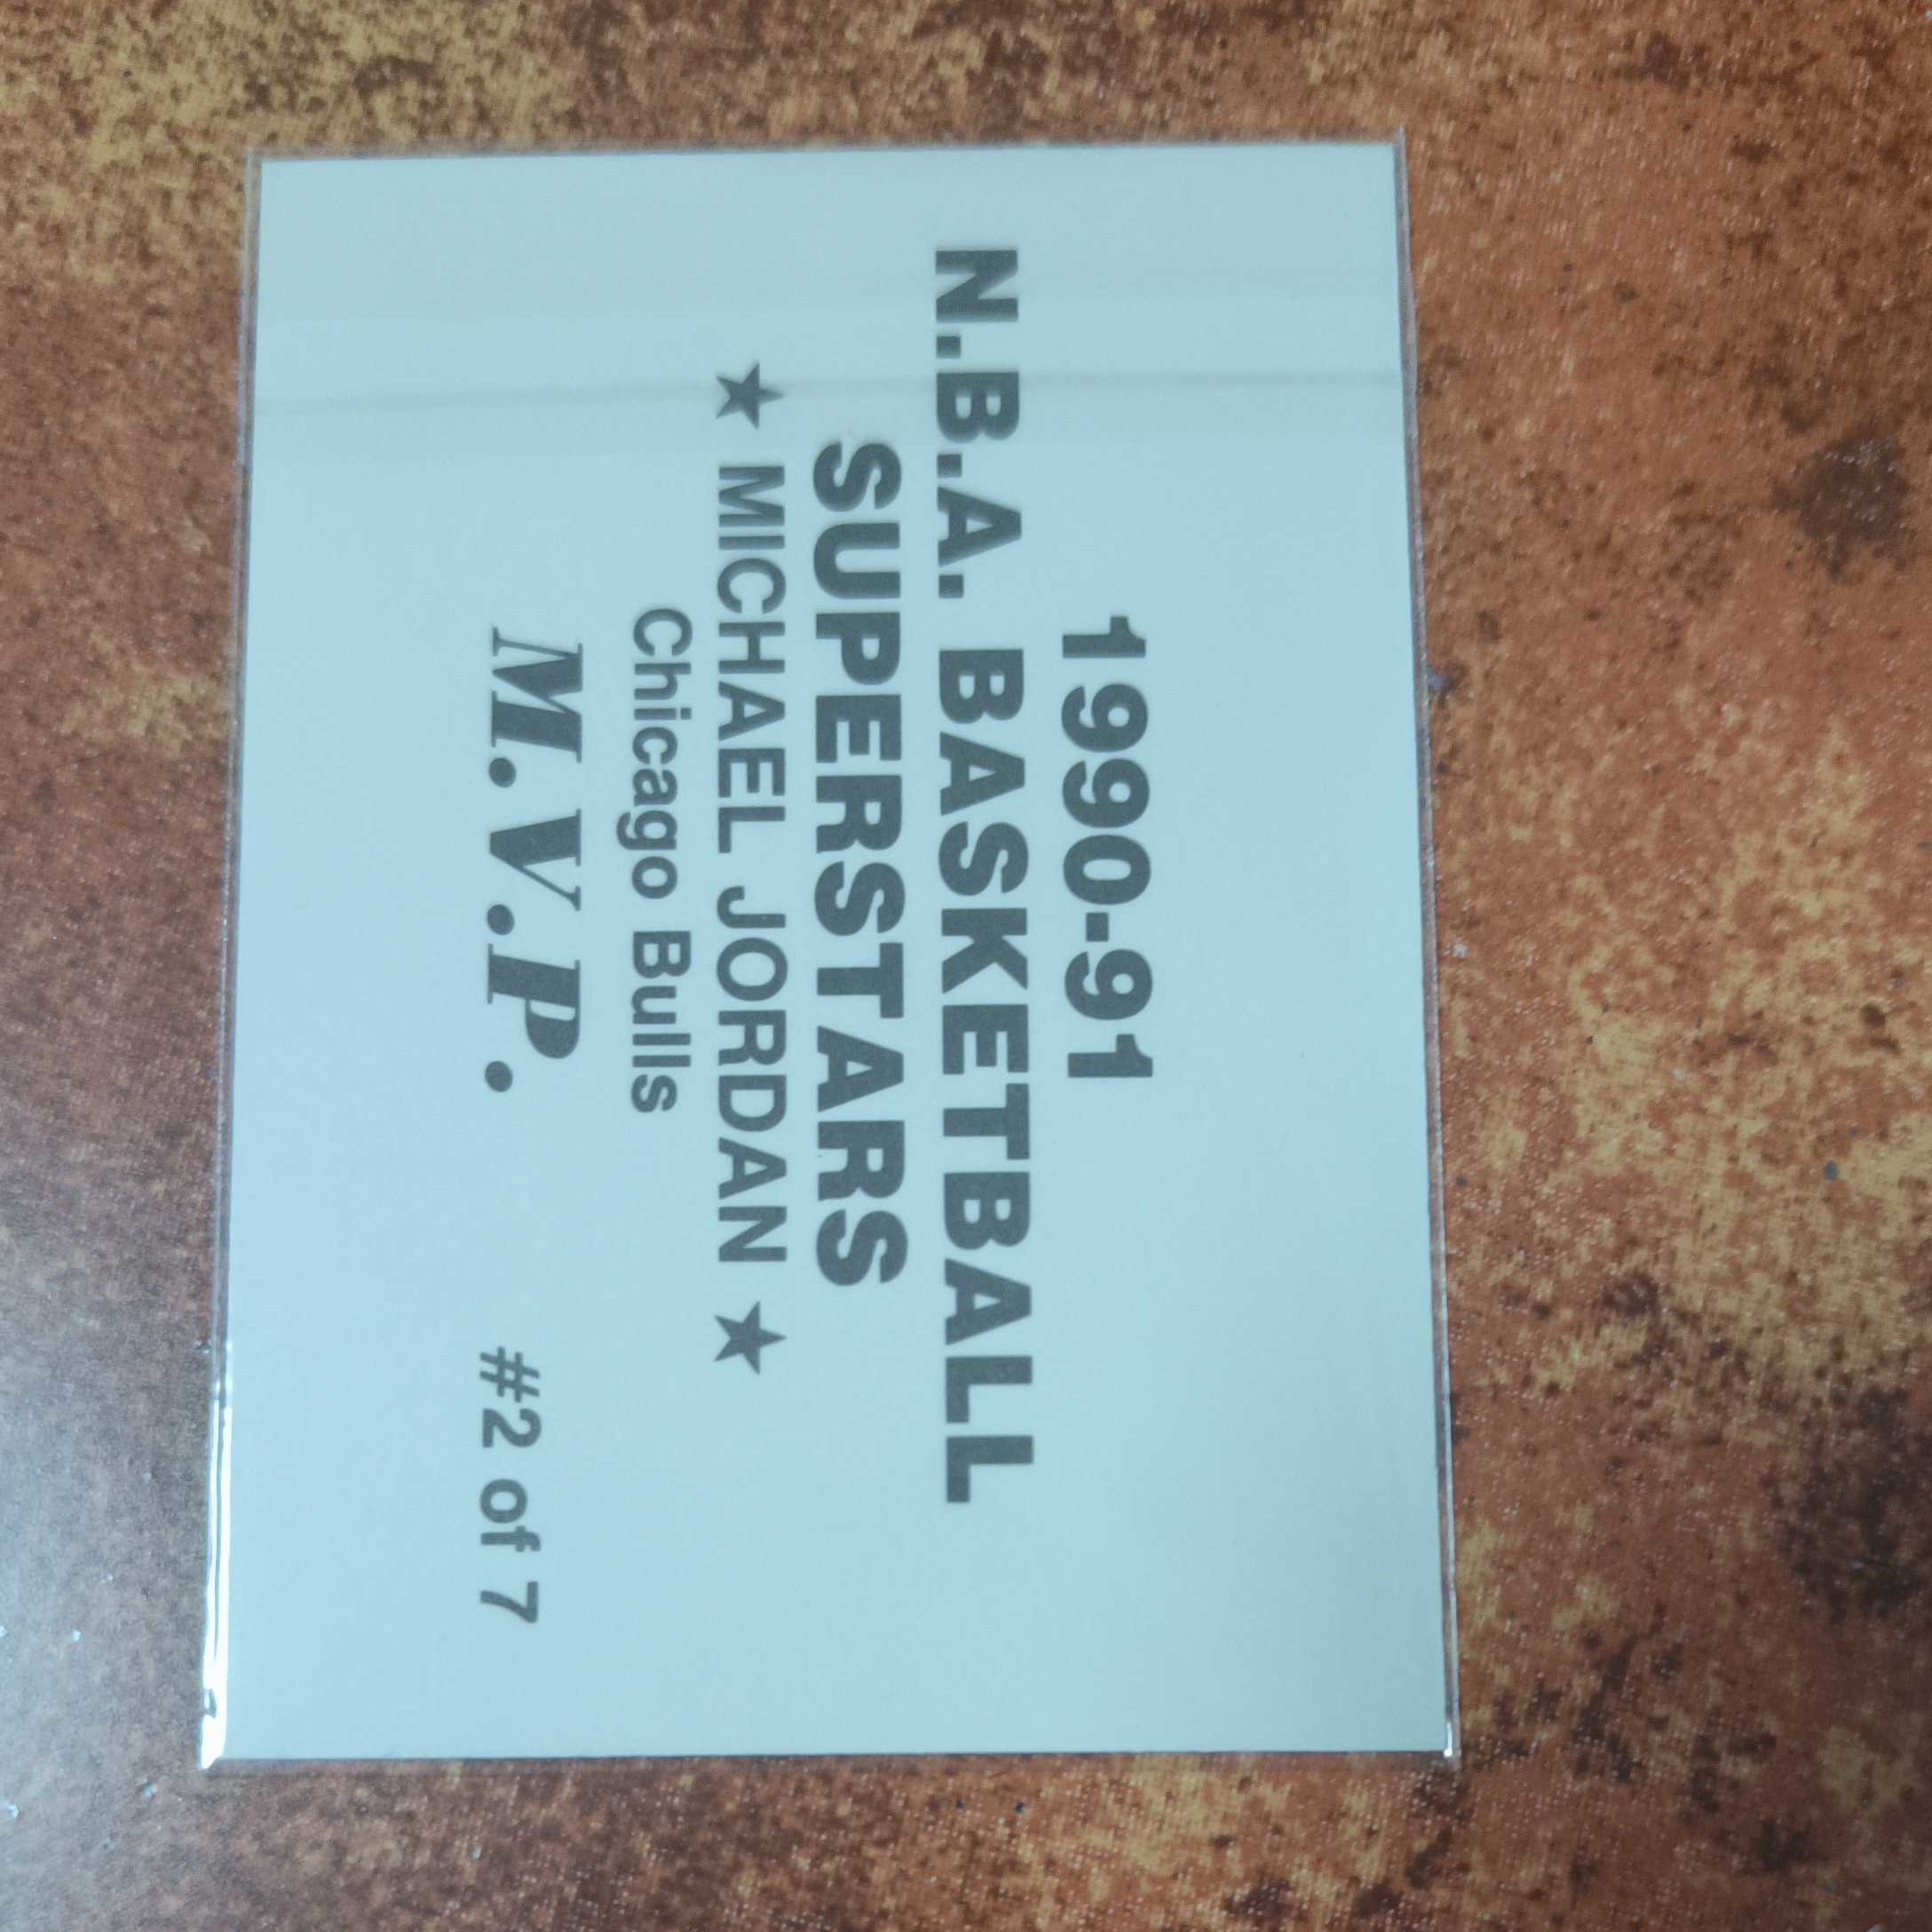 1990-91
N.B.A. BASKETBALL
SUPERSTARS
★ MICHAEL JORDAN ★
Chicago Bulls
M.V.P.
#2 of 7